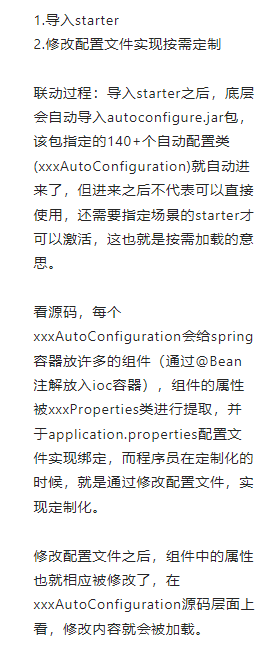 1.导入starter
2.修改配置文件实现按需定制
联动过程：导入starter之后，底层
会自动导入autoconfigure.jar包，
该包指定的140+个自动配置类
(xxxAutoConfiguration)就自动进
来了，但进来之后不代表可以直接
使用，还需要指定场景的starter才
可以激活，这也就是按需加载的意
思。
看源码，每个
xxxAutoConfiguration会给spring
容器放许多的组件（通过@Bean
注解放入ioc容器），组件的属性
被xxxProperties类进行提取，并
于application.properties配置文
件实现绑定，而程序员在定制化的
时候，就是通过修改配置文件，实
现定制化。
修改配置文件之后，组件中的属性
也就相应被修改了，在
xxxAutoConfiguration源码层面上
看，修改内容就会被加载。